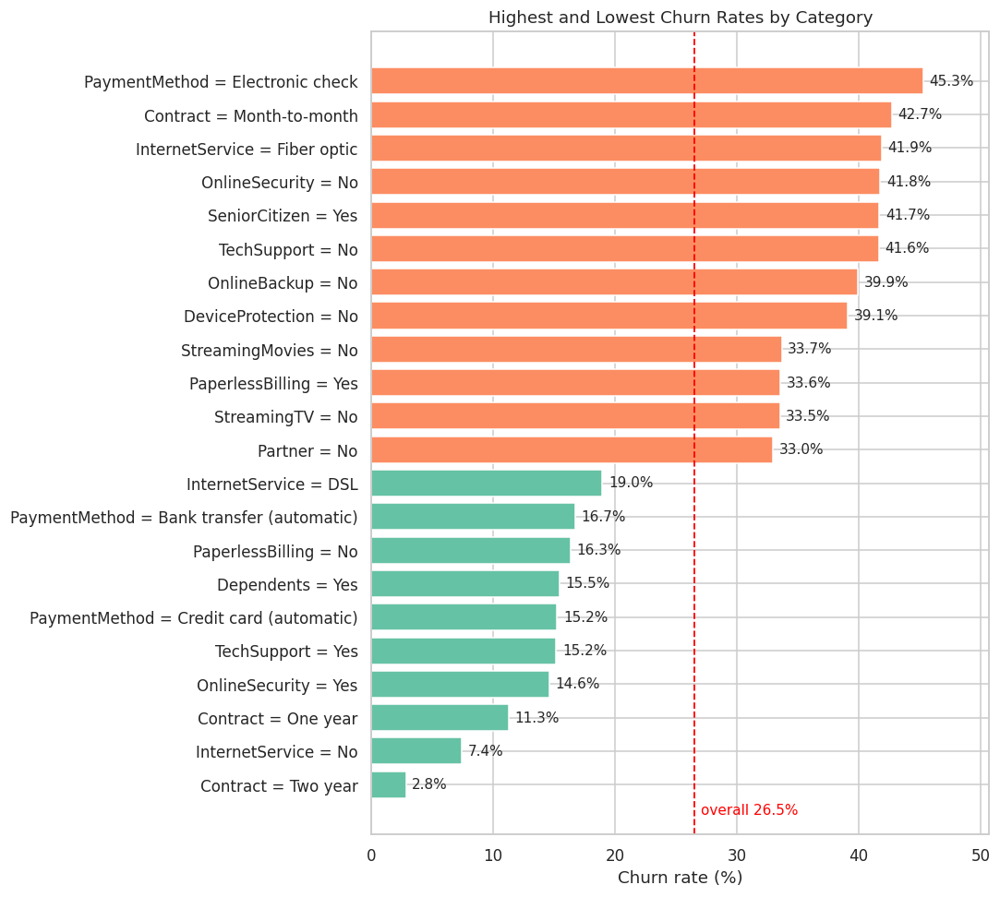 Highest and Lowest Churn Rates by Category
PaymentMethod = Electronic check 45.3%
Contract = Month-to-month 42.7%
InternetService = Fiber optic 41.9%
OnlineSecurity = No 41.8%
SeniorCitizen = Yes 41.7%
TechSupport = No 41.6%
OnlineBackup = No 39.9%
DeviceProtection = No 39.1%
StreamingMovies = No 33.7%
PaperlessBilling = Yes 33.6%
StreamingTV = No 33.5%
Partner = No 33.0%
InternetService = DSL 19.0%
PaymentMethod = Bank transfer (automatic) 16.7%
PaperlessBilling = No 16.3%
Dependents = Yes 15.5%
PaymentMethod = Credit card (automatic) 15.2%
TechSupport = Yes 15.2%
OnlineSecurity = Yes 14.6%
Contract = One year 11.3%
InternetService = No 7.4%
Contract = Two year 2.8%
overall 26.5%
0 10 20 30 40 50
Churn rate (%)